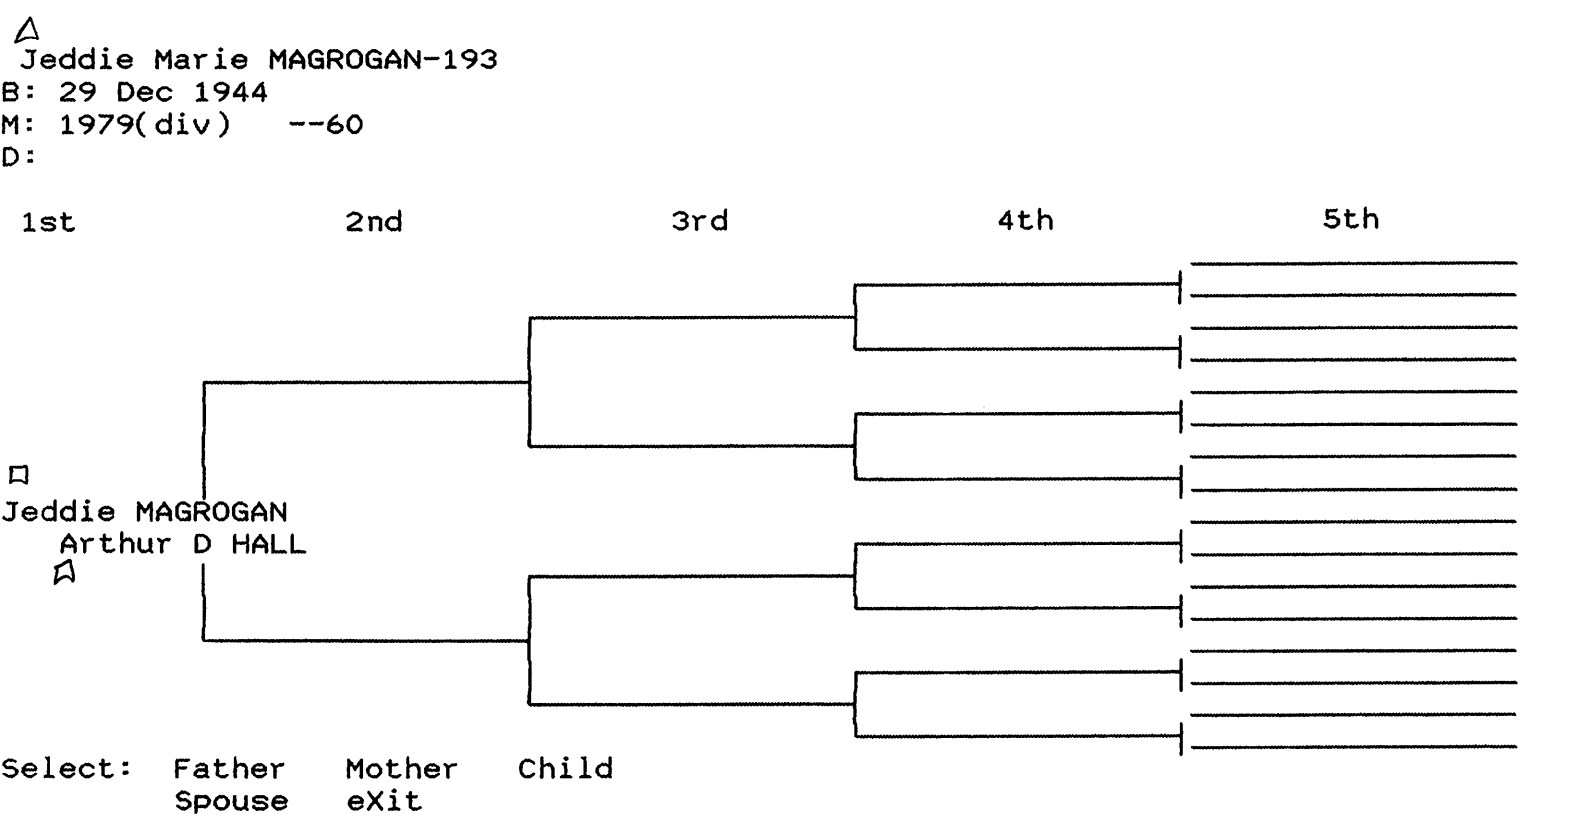 Jeddie Marie MAGROGAN-193
B: 29 Dec 1944
M: 1979(div)   --60
D:
1st 2nd 3rd 4th 5th
Jeddie MAGROGAN
Arthur D HALL
Select: Father Mother Child
Spouse eXit